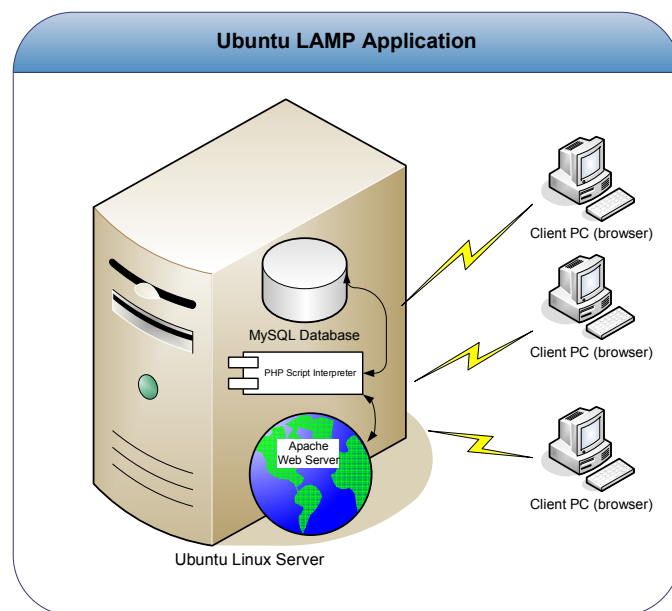 Ubuntu LAMP Application
Client PC (browser)
MySQL Database
Client PC (browser)
PHP Script Interpreter
Apache
Web Server
Client PC (browser)
Ubuntu Linux Server